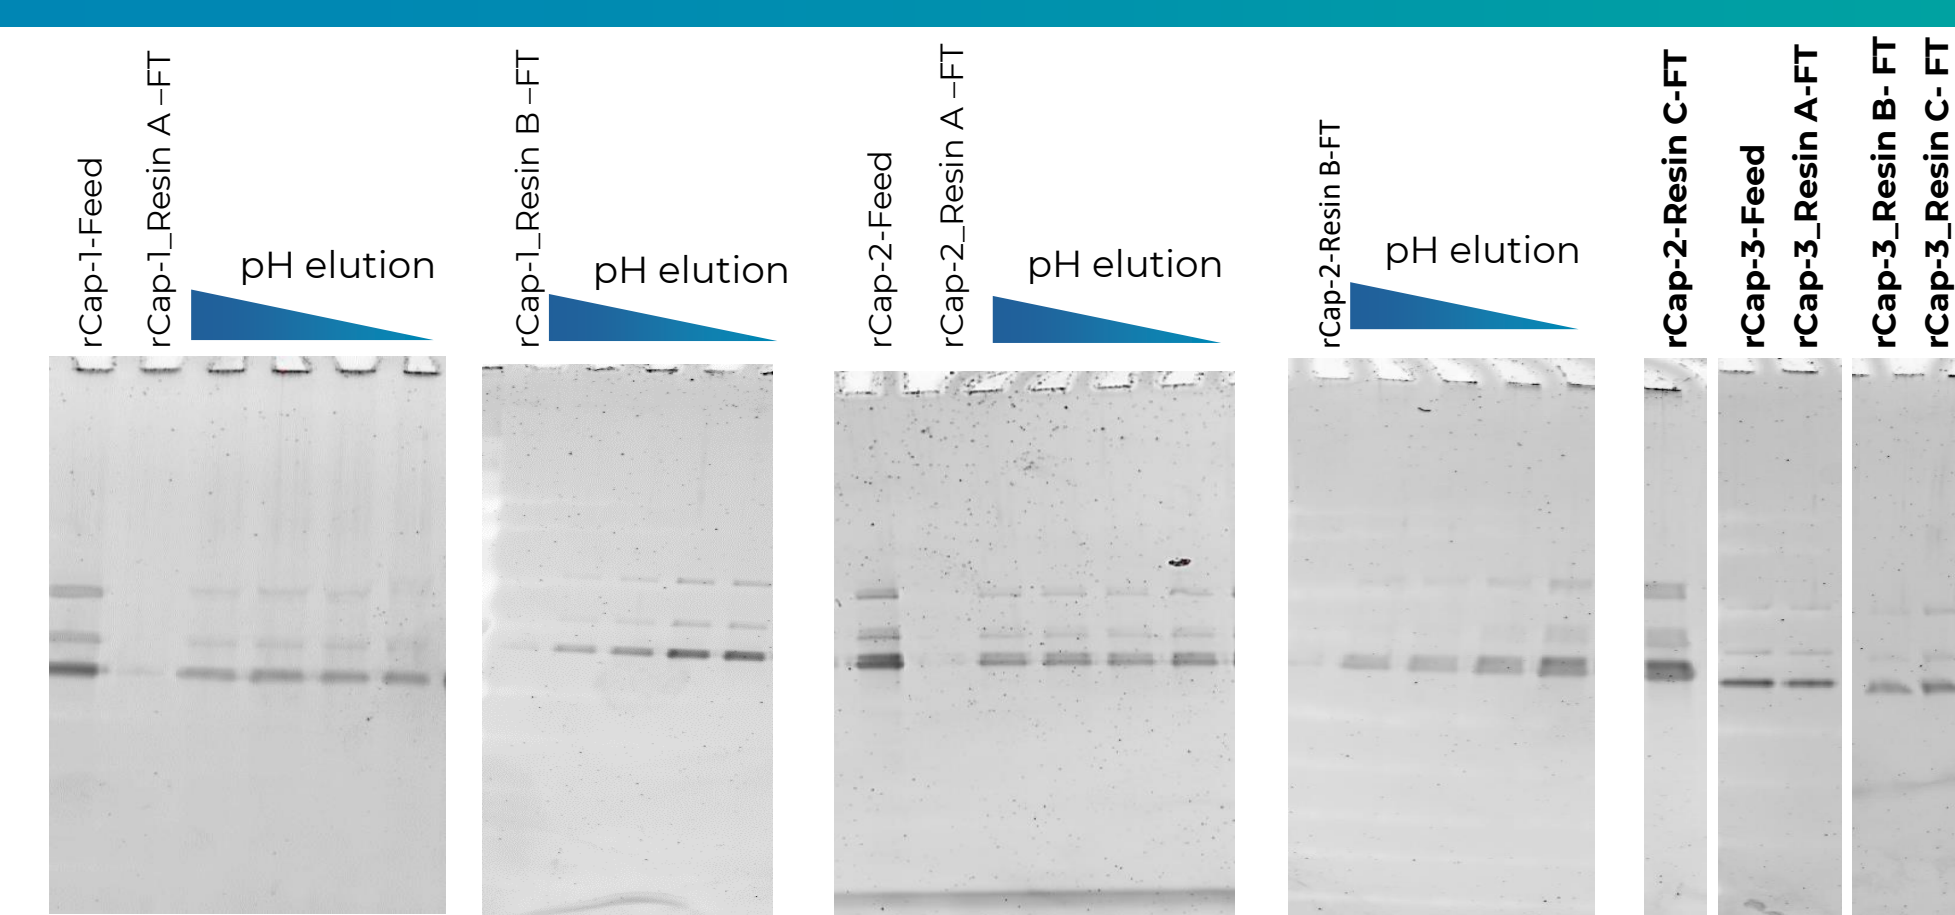 rCap-1-Feed
rCap-1_Resin A –FT
pH elution
rCap-1_Resin B –FT
pH elution
rCap-2-Feed
rCap-2_Resin A –FT
pH elution
rCap-2-Resin B-FT
pH elution
rCap-2-Resin C-FT
rCap-3-Feed
rCap-3_Resin A-FT
rCap-3_Resin B- FT
rCap-3_Resin C- FT